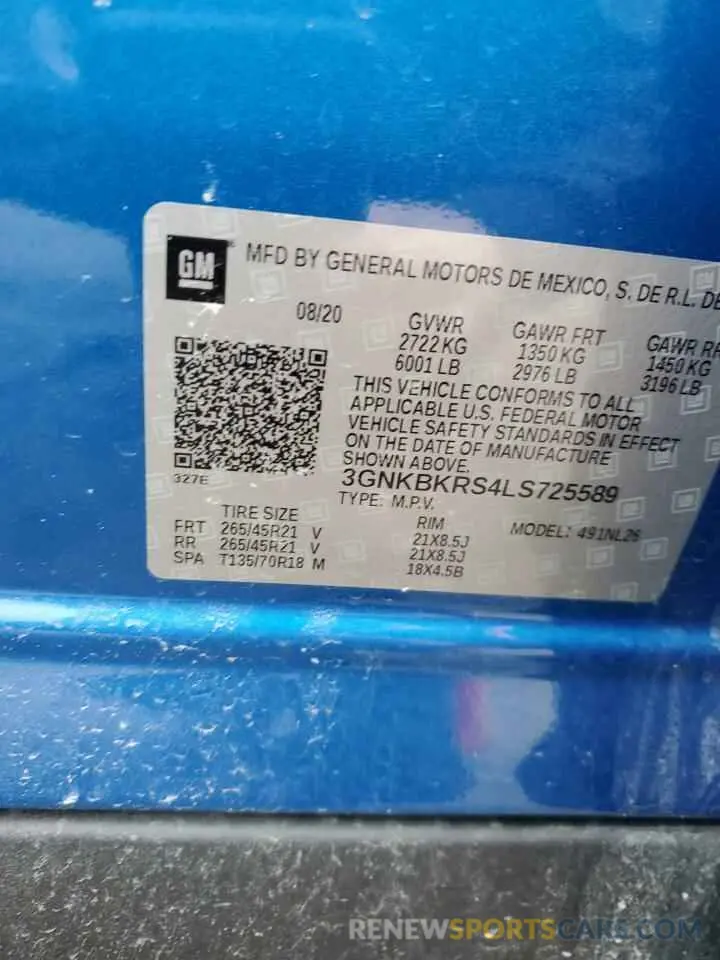 GM
MFD BY GENERAL MOTORS DE MEXICO, S. DE R.L. DE
08/20
GVWR
2722 KG
6001 LB
GAWR FRT
1350 KG
2976 LB
GAWR RR
1450 KG
3196 LB
THIS VEHICLE CONFORMS TO ALL
APPLICABLE U.S. FEDERAL MOTOR
VEHICLE SAFETY STANDARDS IN EFFECT
ON THE DATE OF MANUFACTURE
SHOWN ABOVE.
327E
3GNKBKRS4LS725589
TYPE: M.P.V.
MODEL: 491NL26
TIRE SIZE
RIM
FRT 265/45R21 V 21X8.5J
RR 265/45R21 V 21X8.5J
SPA T135/70R18 M 18X4.5B
RENEWSPORTSCARS.COM